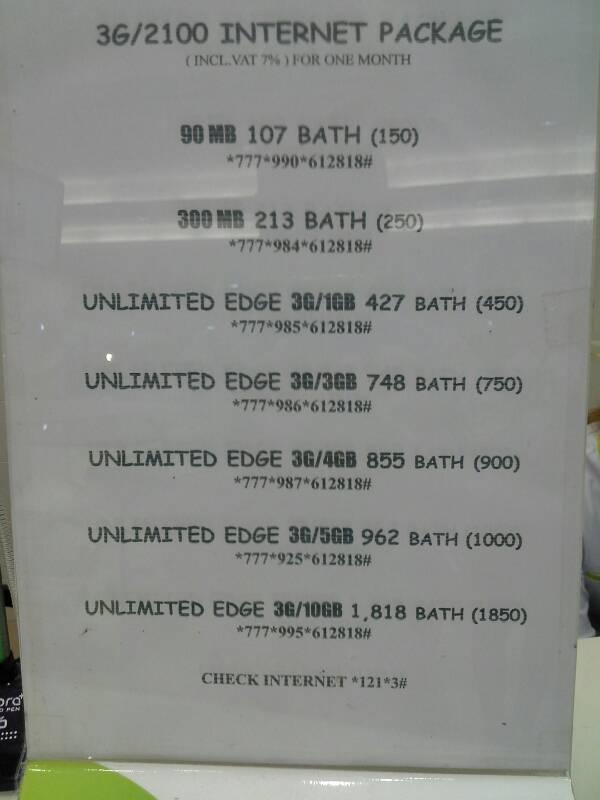 3G/2100 INTERNET PACKAGE
( INCL.VAT 7% ) FOR ONE MONTH
90 MB 107 BATH (150)
*777*990*612818#
300 MB 213 BATH (250)
*777*984*612818#
UNLIMITED EDGE 3G/1GB 427 BATH (450)
*777*985*612818#
UNLIMITED EDGE 3G/3GB 748 BATH (750)
*777*986*612818#
UNLIMITED EDGE 3G/4GB 855 BATH (900)
*777*987*612818#
UNLIMITED EDGE 3G/5GB 962 BATH (1000)
*777*925*612818#
UNLIMITED EDGE 3G/10GB 1,818 BATH (1850)
*777*995*612818#
CHECK INTERNET *121*3#